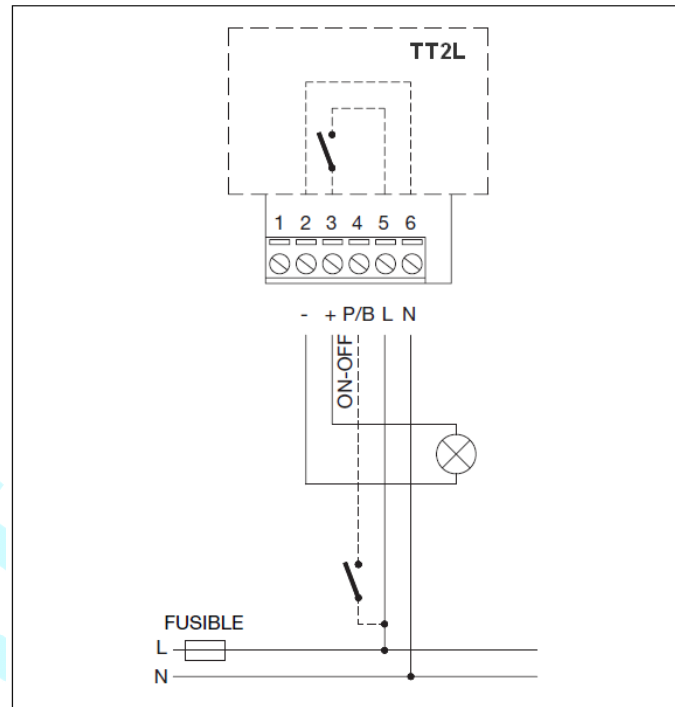 TT2L
1 2 3 4 5 6
- + P/B L N
ON-OFF
FUSIBLE
L
N